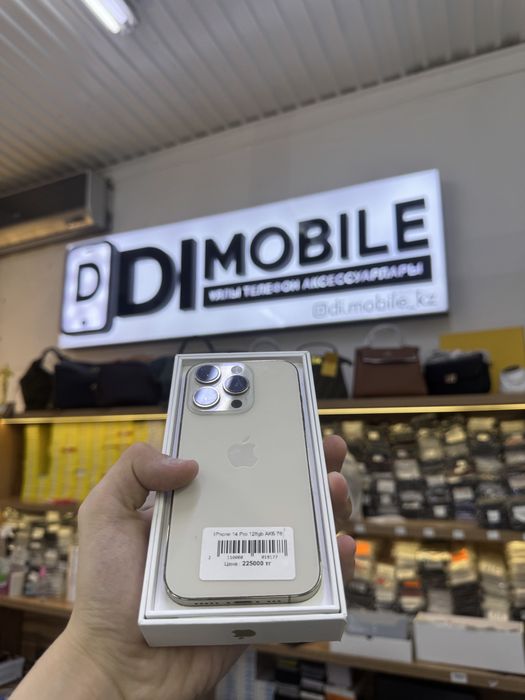 D DI MOBILE
ҰЯЛЫ ТЕЛЕФОН АКСЕССУАРЛАРЫ
@di.mobile_kz
iPhone 14 Pro 128gb АКБ 78
Цена 225000 тг